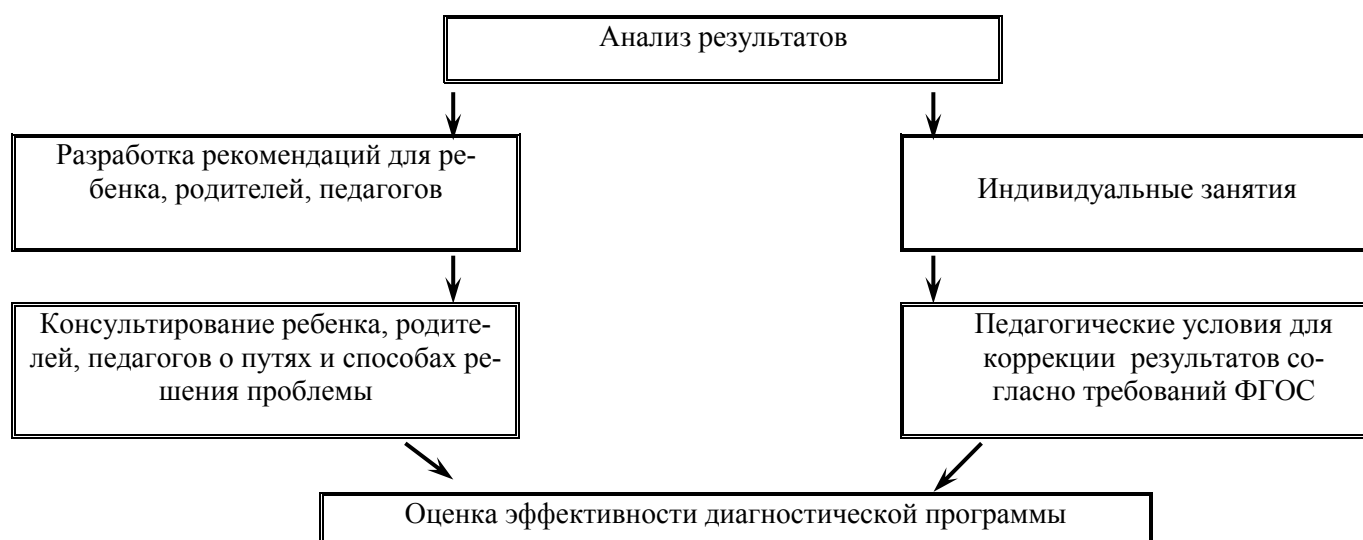 Анализ результатов
Разработка рекомендаций для ре-
бенка, родителей, педагогов
Индивидуальные занятия
Консультирование ребенка, родите-
лей, педагогов о путях и способах ре-
шения проблемы
Педагогические условия для
коррекции  результатов со-
гласно требований ФГОС
Оценка эффективности диагностической программы